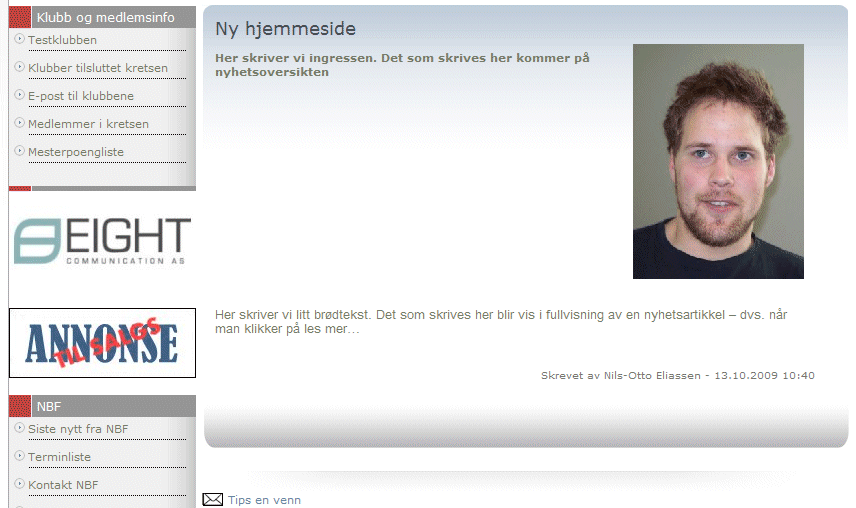 Klubb og medlemsinfo
Testklubben
Klubber tilsluttet kretsen
E-post til klubbene
Medlemmer i kretsen
Mesterpoengliste
EIGHT
COMMUNICATION AS
ANNONSE
TIL SALGS
NBF
Siste nytt fra NBF
Terminliste
Kontakt NBF
Ny hjemmeside
Her skriver vi ingressen. Det som skrives her kommer på
nyhetsoversikten
Her skriver vi litt brødtekst. Det som skrives her blir vis i fullvisning av en nyhetsartikkel – dvs. når
man klikker på les mer…
Skrevet av Nils-Otto Eliassen - 13.10.2009 10:40
Tips en venn